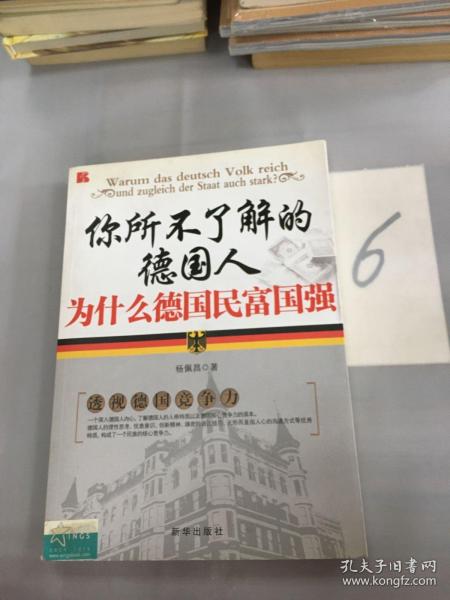 Warum das deutsch Volk reich
und zugleich der Staat auch stark?
你所不了解的
德国人
为什么德国民富国强
杨佩昌 著
透视德国竞争力
新华出版社
INGS
6
孔夫子旧书网
www.kongfz.com